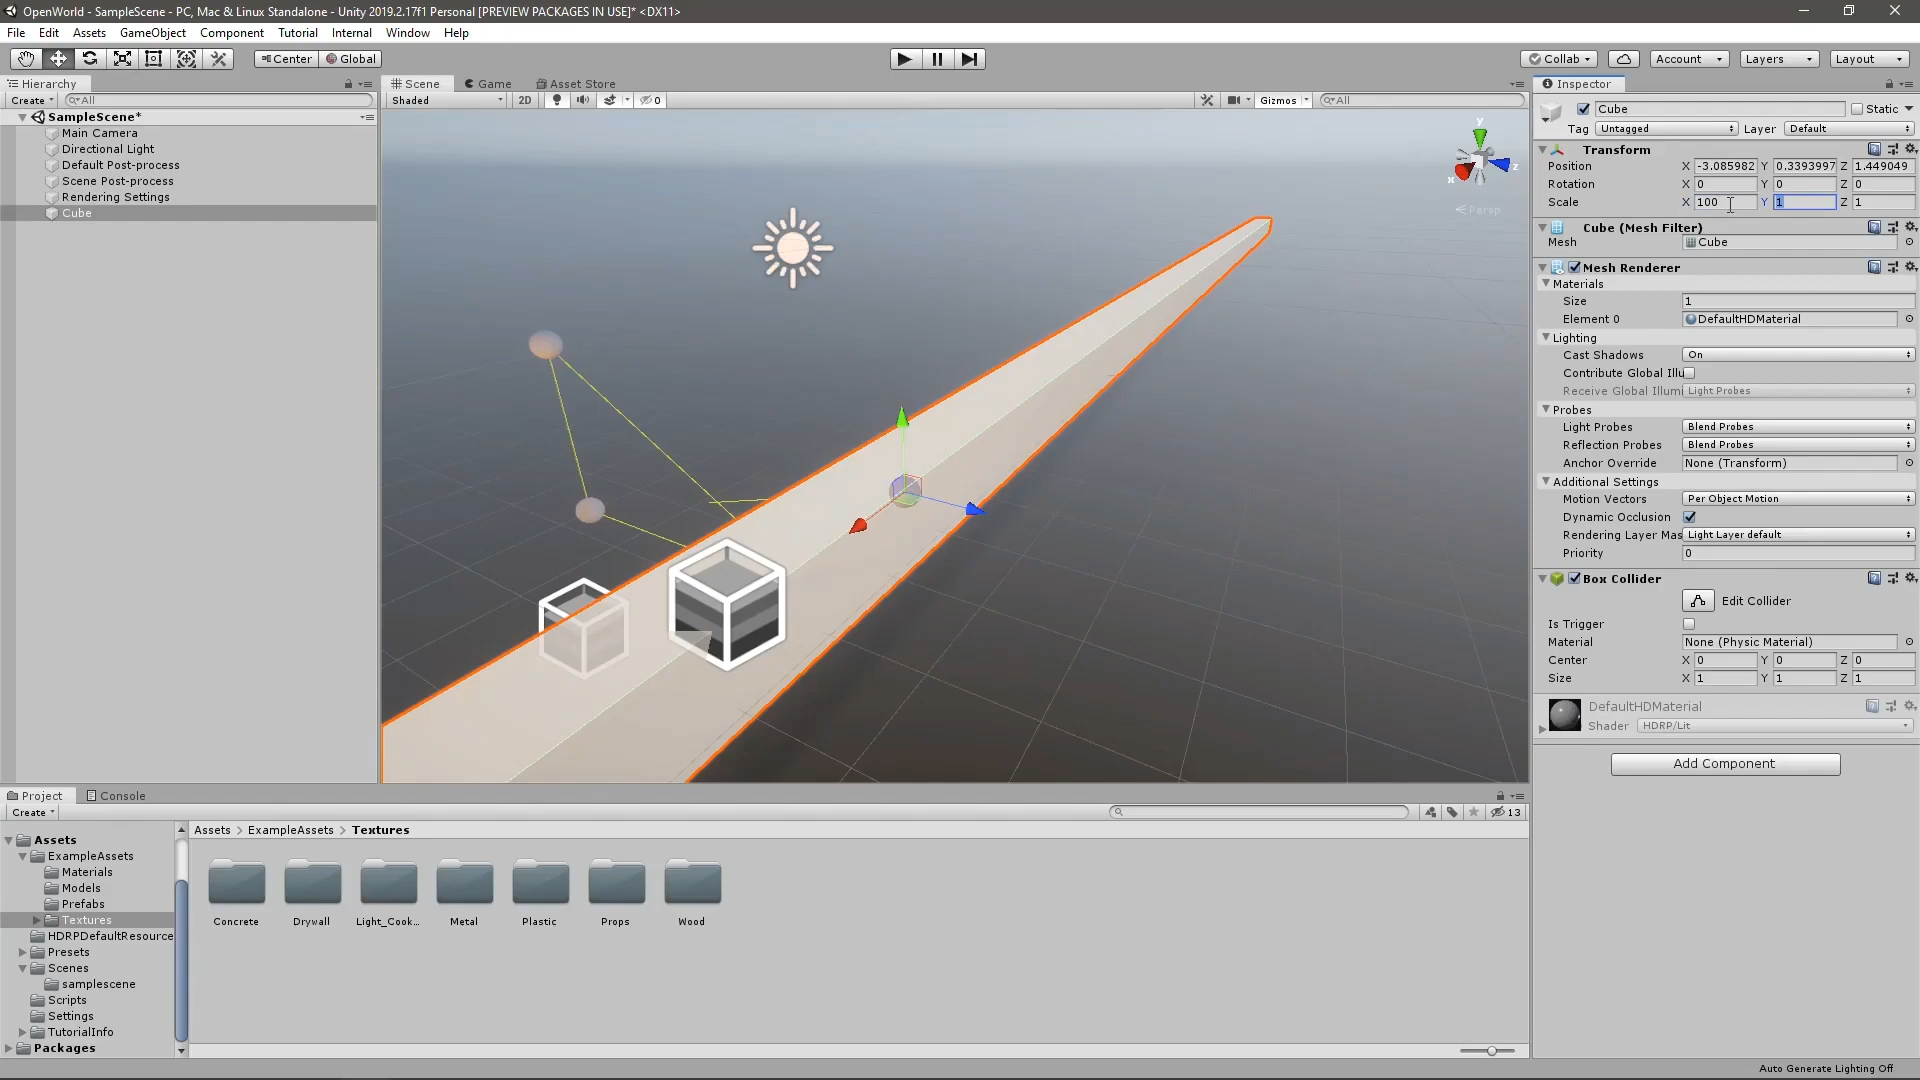 OpenWorld - SampleScene - PC, Mac & Linux Standalone - Unity 2019.2.17f1 Personal [PREVIEW PACKAGES IN USE]* <DX11>
File Edit Assets GameObject Component Tutorial Internal Window Help
Center Global Collab Account Layers Layout
Hierarchy
Create All
SampleScene*
Main Camera
Directional Light
Default Post-process
Scene Post-process
Rendering Settings
Cube
Scene Game Asset Store
Shaded 2D 0 Gizmos All
y
x
z
Persp
Inspector
Cube Static
Tag Untagged Layer Default
Transform
Position X -3.085982 Y 0.3393997 Z 1.449049
Rotation X 0 Y 0 Z 0
Scale X 100 Y 1 Z 1
Cube (Mesh Filter)
Mesh Cube
Mesh Renderer
Materials
Size 1
Element 0 DefaultHDMaterial
Lighting
Cast Shadows On
Contribute Global Illu
Receive Global Illumi Light Probes
Probes
Light Probes Blend Probes
Reflection Probes Blend Probes
Anchor Override None (Transform)
Additional Settings
Motion Vectors Per Object Motion
Dynamic Occlusion
Rendering Layer Mas Light Layer default
Priority 0
Box Collider
Edit Collider
Is Trigger
Material None (Physic Material)
Center X 0 Y 0 Z 0
Size X 1 Y 1 Z 1
DefaultHDMaterial
Shader HDRP/Lit
Add Component
Project Console
Create 13
Assets
ExampleAssets
Materials
Models
Prefabs
Textures
HDRPDefaultResource
Presets
Scenes
samplescene
Scripts
Settings
TutorialInfo
Packages
Assets > ExampleAssets > Textures
Concrete Drywall Light_Cook... Metal Plastic Props Wood
Auto Generate Lighting Off